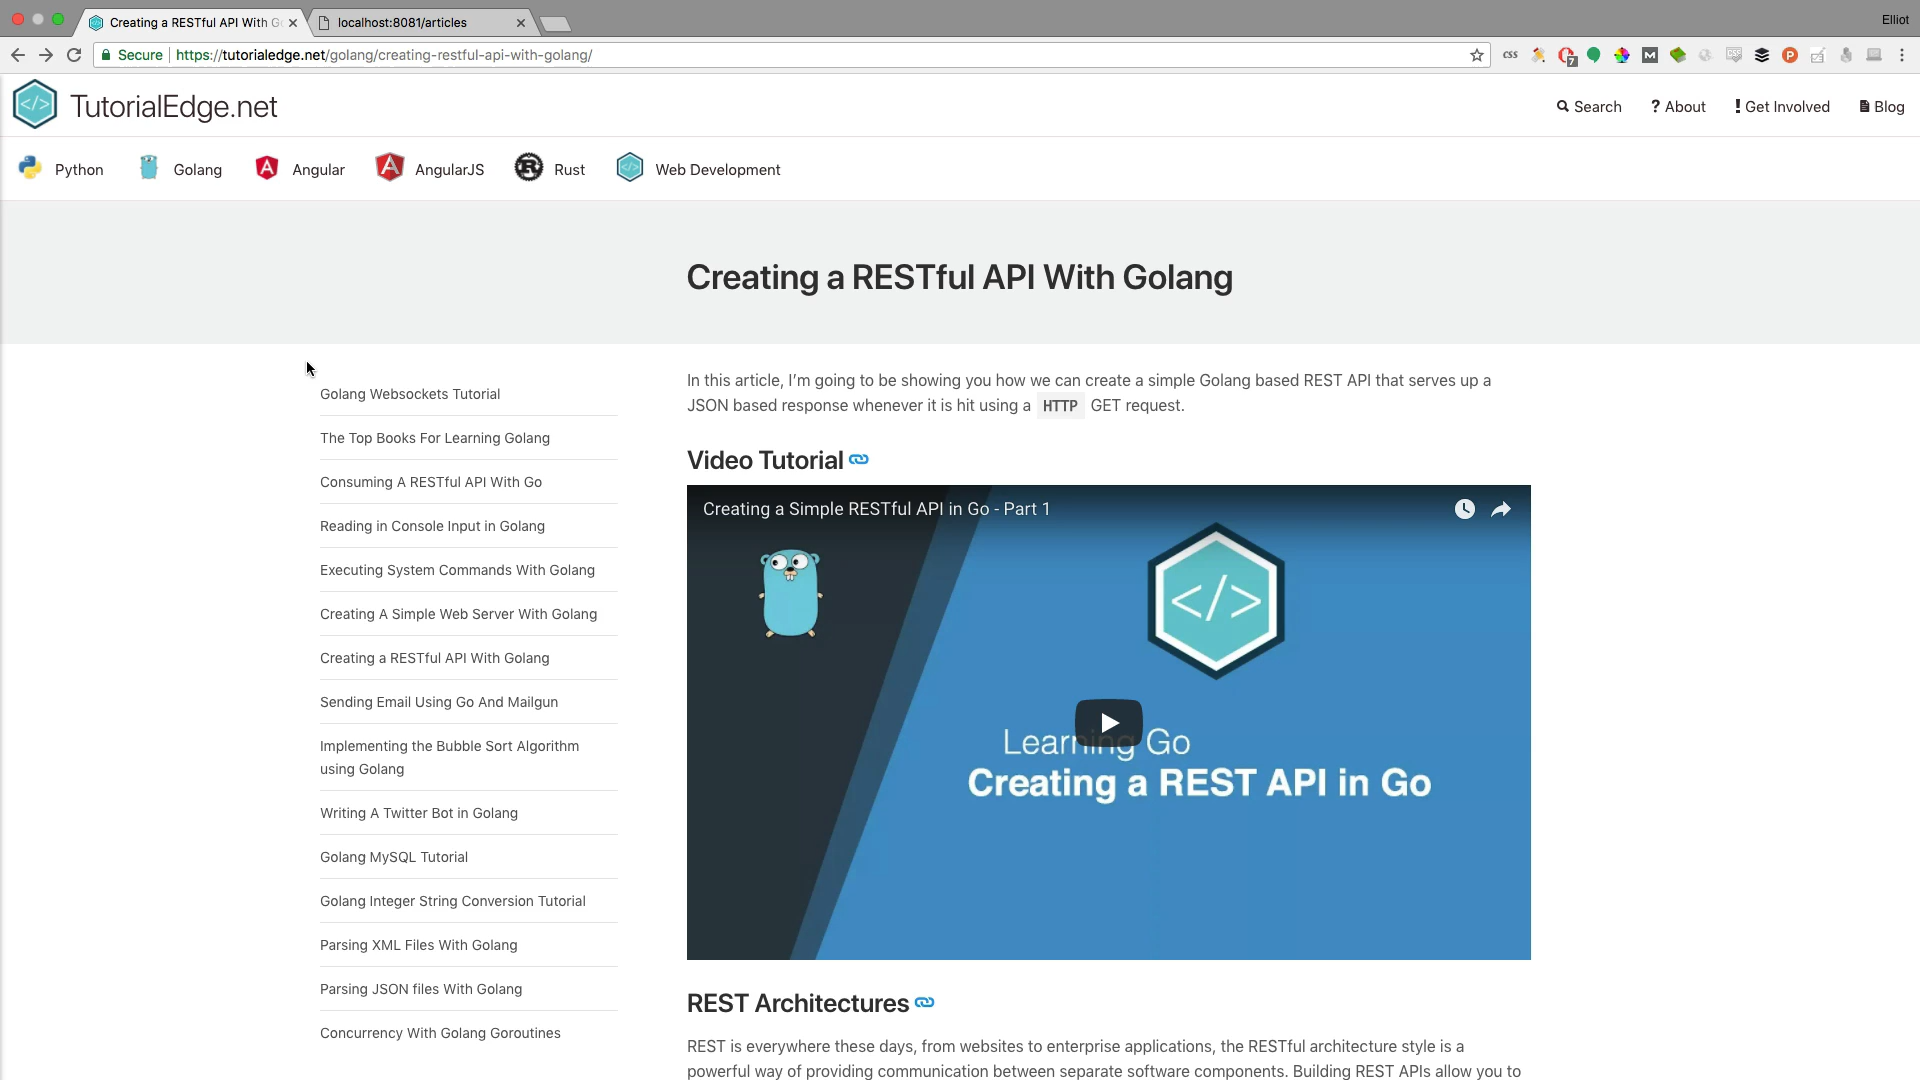 Creating a RESTful API With G
localhost:8081/articles
Elliot
Secure
https://tutorialedge.net/golang/creating-restful-api-with-golang/
css
7
M
P
TutorialEdge.net
Search
? About
! Get Involved
Blog
Python
Golang
Angular
AngularJS
Rust
Web Development
Creating a RESTful API With Golang
Golang Websockets Tutorial
The Top Books For Learning Golang
Consuming A RESTful API With Go
Reading in Console Input in Golang
Executing System Commands With Golang
Creating A Simple Web Server With Golang
Creating a RESTful API With Golang
Sending Email Using Go And Mailgun
Implementing the Bubble Sort Algorithm
using Golang
Writing A Twitter Bot in Golang
Golang MySQL Tutorial
Golang Integer String Conversion Tutorial
Parsing XML Files With Golang
Parsing JSON files With Golang
Concurrency With Golang Goroutines
In this article, I’m going to be showing you how we can create a simple Golang based REST API that serves up a
JSON based response whenever it is hit using a HTTP GET request.
Video Tutorial
Creating a Simple RESTful API in Go - Part 1
</>
Learning Go
Creating a REST API in Go
REST Architectures
REST is everywhere these days, from websites to enterprise applications, the RESTful architecture style is a
powerful way of providing communication between separate software components. Building REST APIs allow you to